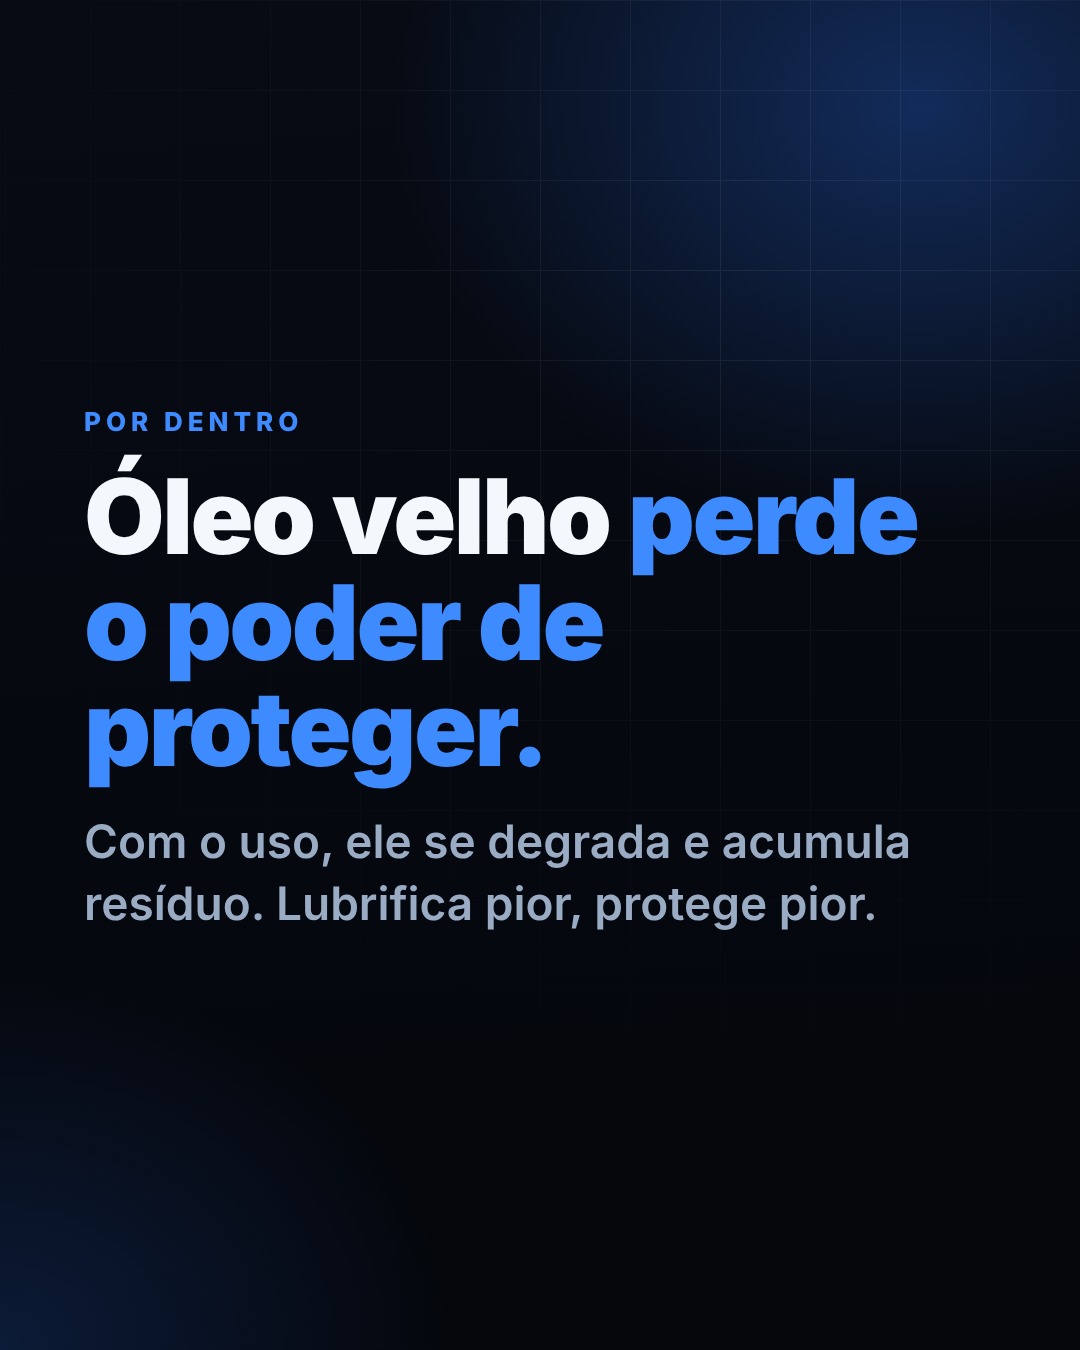 POR DENTRO
Óleo velho perde
o poder de
proteger.
Com o uso, ele se degrada e acumula
resíduo. Lubrifica pior, protege pior.